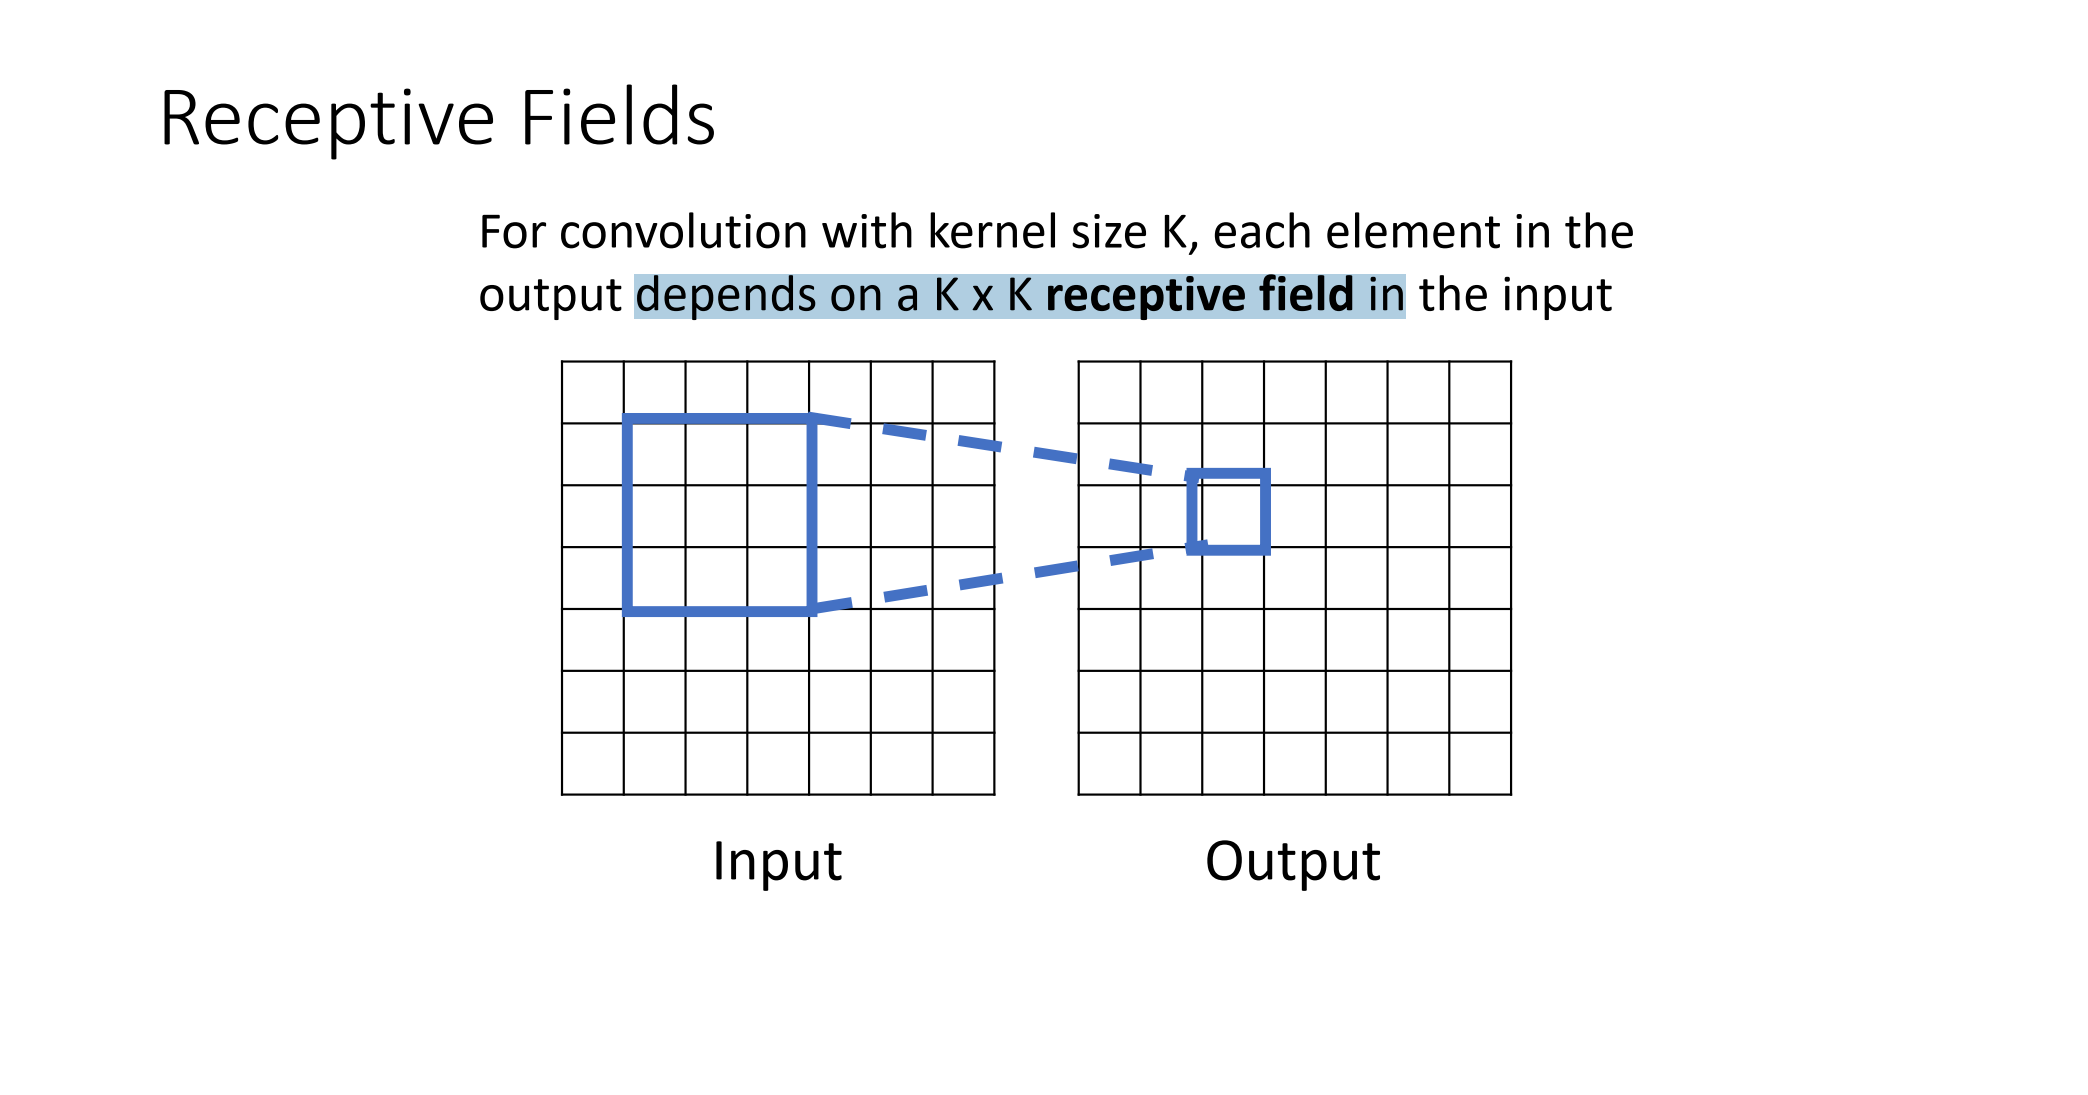 Receptive Fields
For convolution with kernel size K, each element in the
output depends on a K x K receptive field in the input
Input
Output